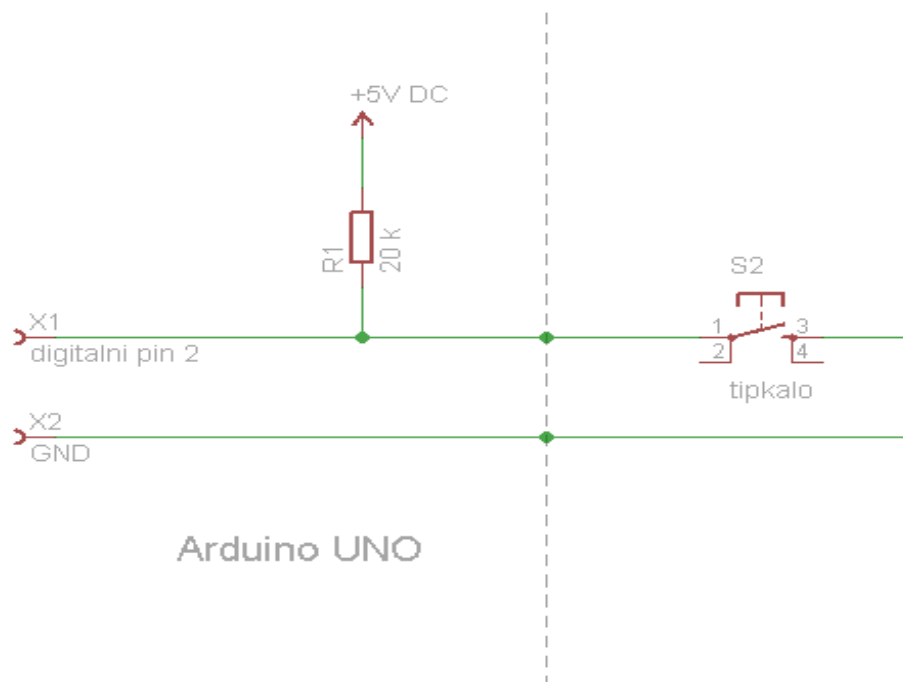 +5V DC
R1
20 k
S2
X1
1
3
digitalni pin 2
2
4
tipkalo
X2
GND
Arduino UNO